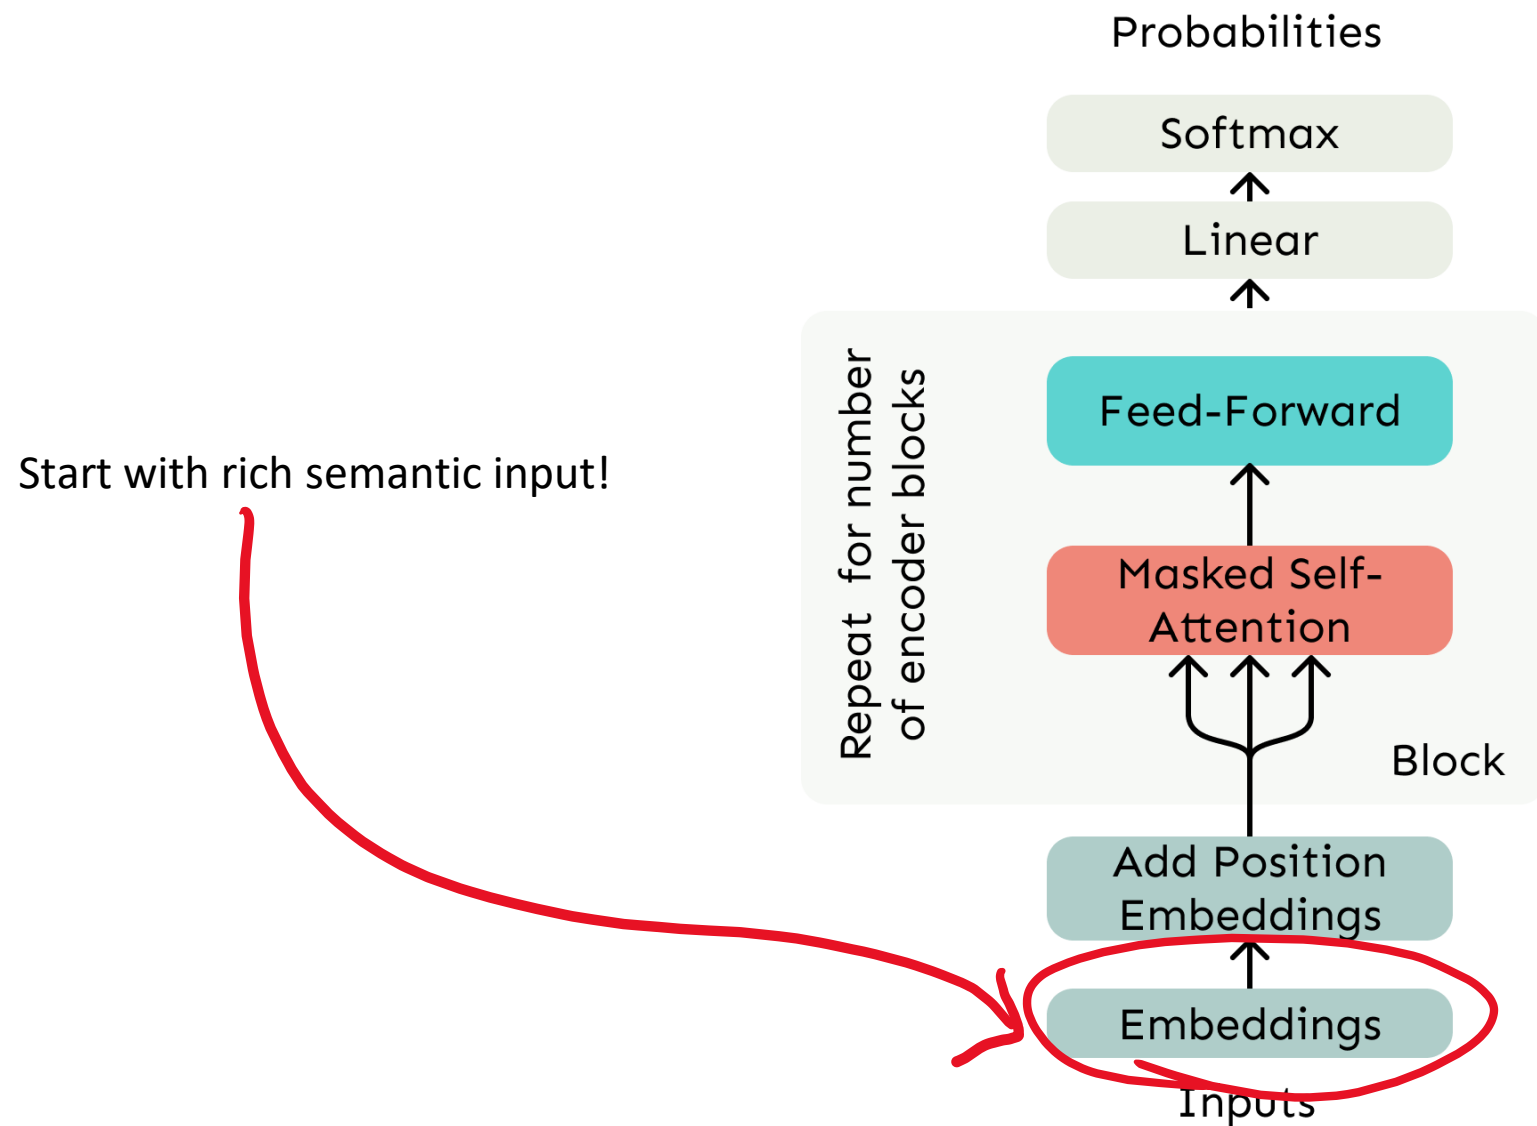 Probabilities
Softmax
Linear
Feed-Forward
Masked Self-
Attention
Repeat for number
of encoder blocks
Block
Start with rich semantic input!
Add Position
Embeddings
Embeddings
Inputs